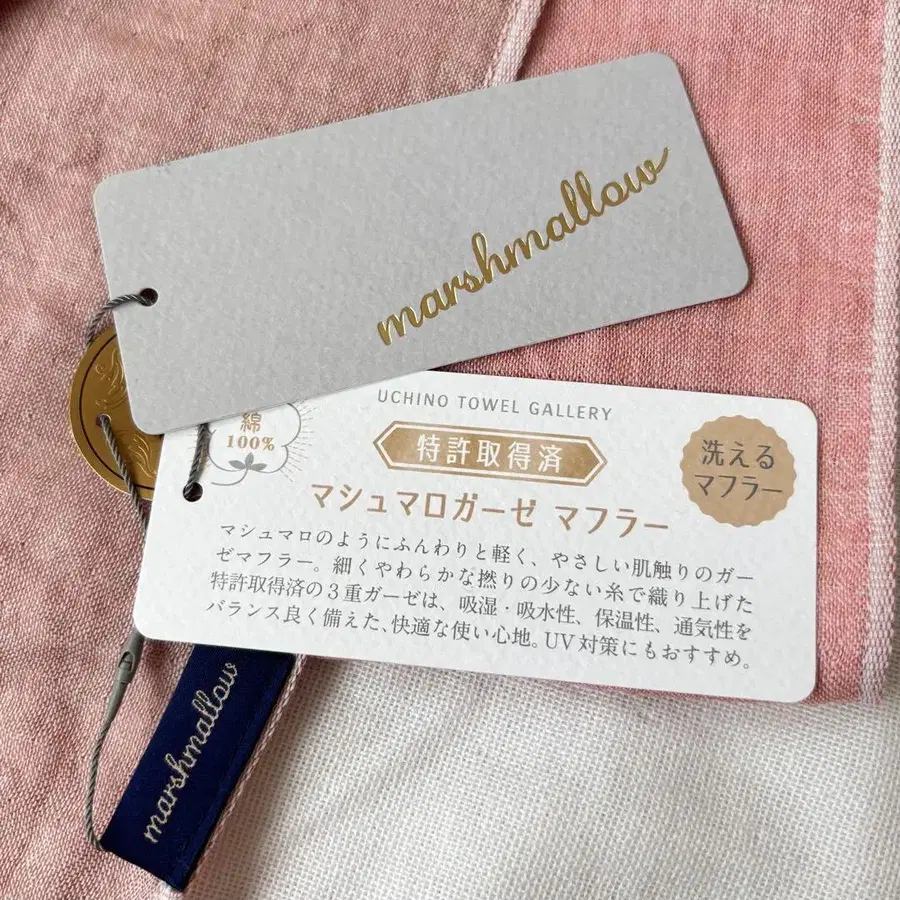 marshmallow
UCHINO TOWEL GALLERY
綿
100%
特許取得済
洗える
マフラー
マシュマロガーゼ マフラー
マシュマロのようにふんわりと軽く、やさしい肌触りのガー
ゼマフラー。細くやわらかな撚りの少ない糸で織り上げた
特許取得済の3重ガーゼは、吸湿・吸水性、保温性、通気性を
バランス良く備えた、快適な使い心地。UV対策にもおすすめ。
marshmallow